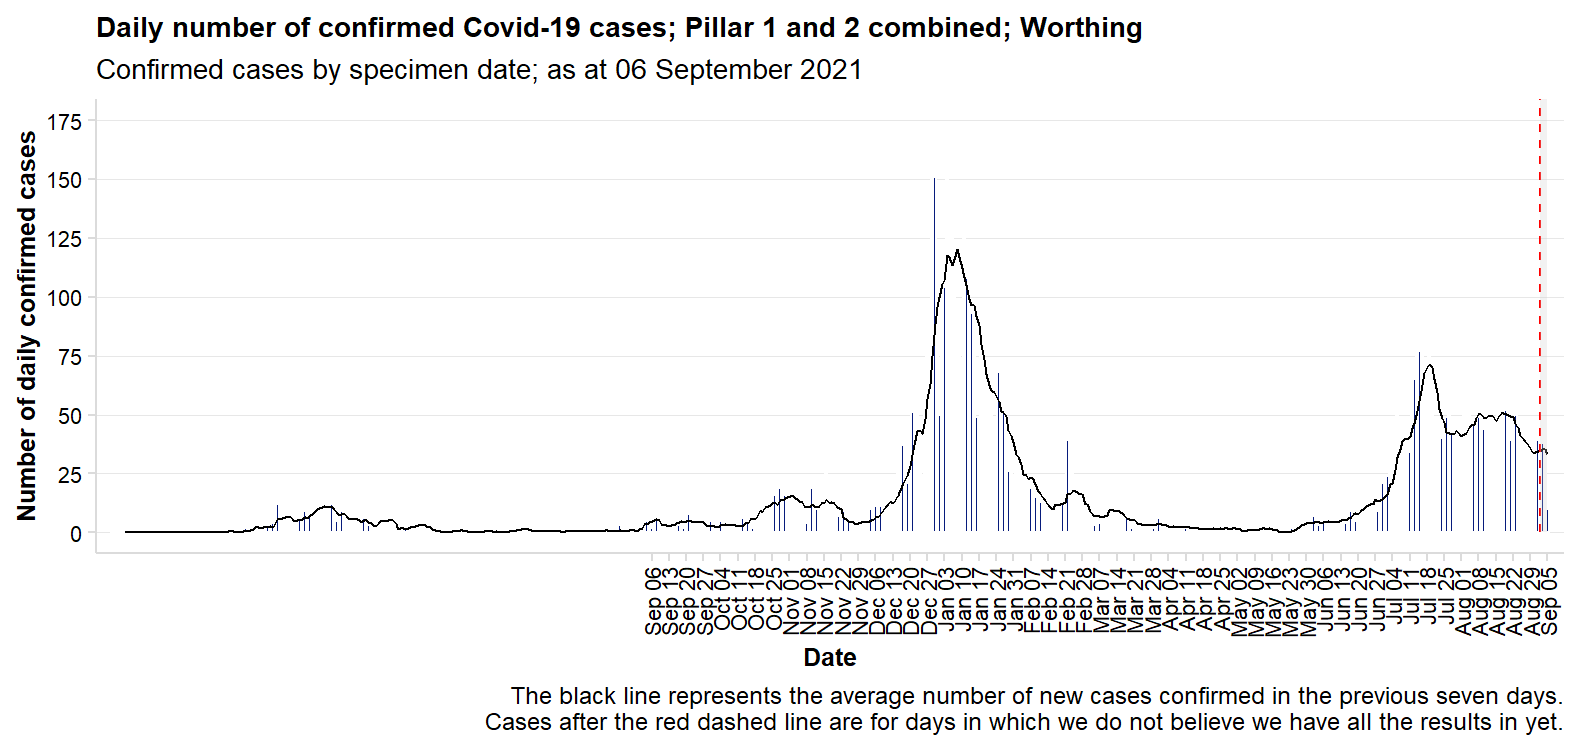 Daily number of confirmed Covid-19 cases; Pillar 1 and 2 combined; Worthing
Confirmed cases by specimen date; as at 06 September 2021
Number of daily confirmed cases
175
150
125
100
75
50
25
0
Sep 06
Sep 13
Sep 20
Sep 27
Oct 04
Oct 11
Oct 18
Oct 25
Nov 01
Nov 08
Nov 15
Nov 22
Nov 29
Dec 06
Dec 13
Dec 20
Dec 27
Jan 03
Jan 10
Jan 17
Jan 24
Jan 31
Feb 07
Feb 14
Feb 21
Feb 28
Mar 07
Mar 14
Mar 21
Mar 28
Apr 04
Apr 11
Apr 18
Apr 25
May 02
May 09
May 16
May 23
May 30
Jun 06
Jun 13
Jun 20
Jun 27
Jul 04
Jul 11
Jul 18
Jul 25
Aug 01
Aug 08
Aug 15
Aug 22
Aug 29
Sep 05
Date
The black line represents the average number of new cases confirmed in the previous seven days.
Cases after the red dashed line are for days in which we do not believe we have all the results in yet.